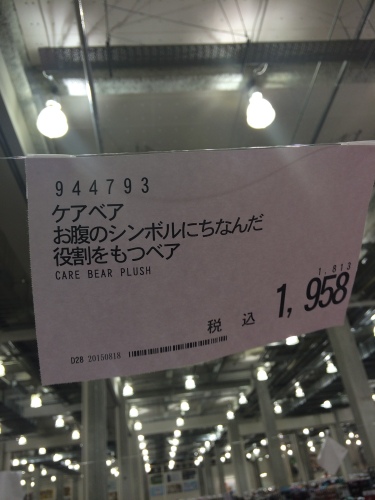 944793
ケアベア
お腹のシンボルにちなんだ
役割をもつベア
CARE BEAR PLUSH
1,813
税込 1,958
D28 20150818